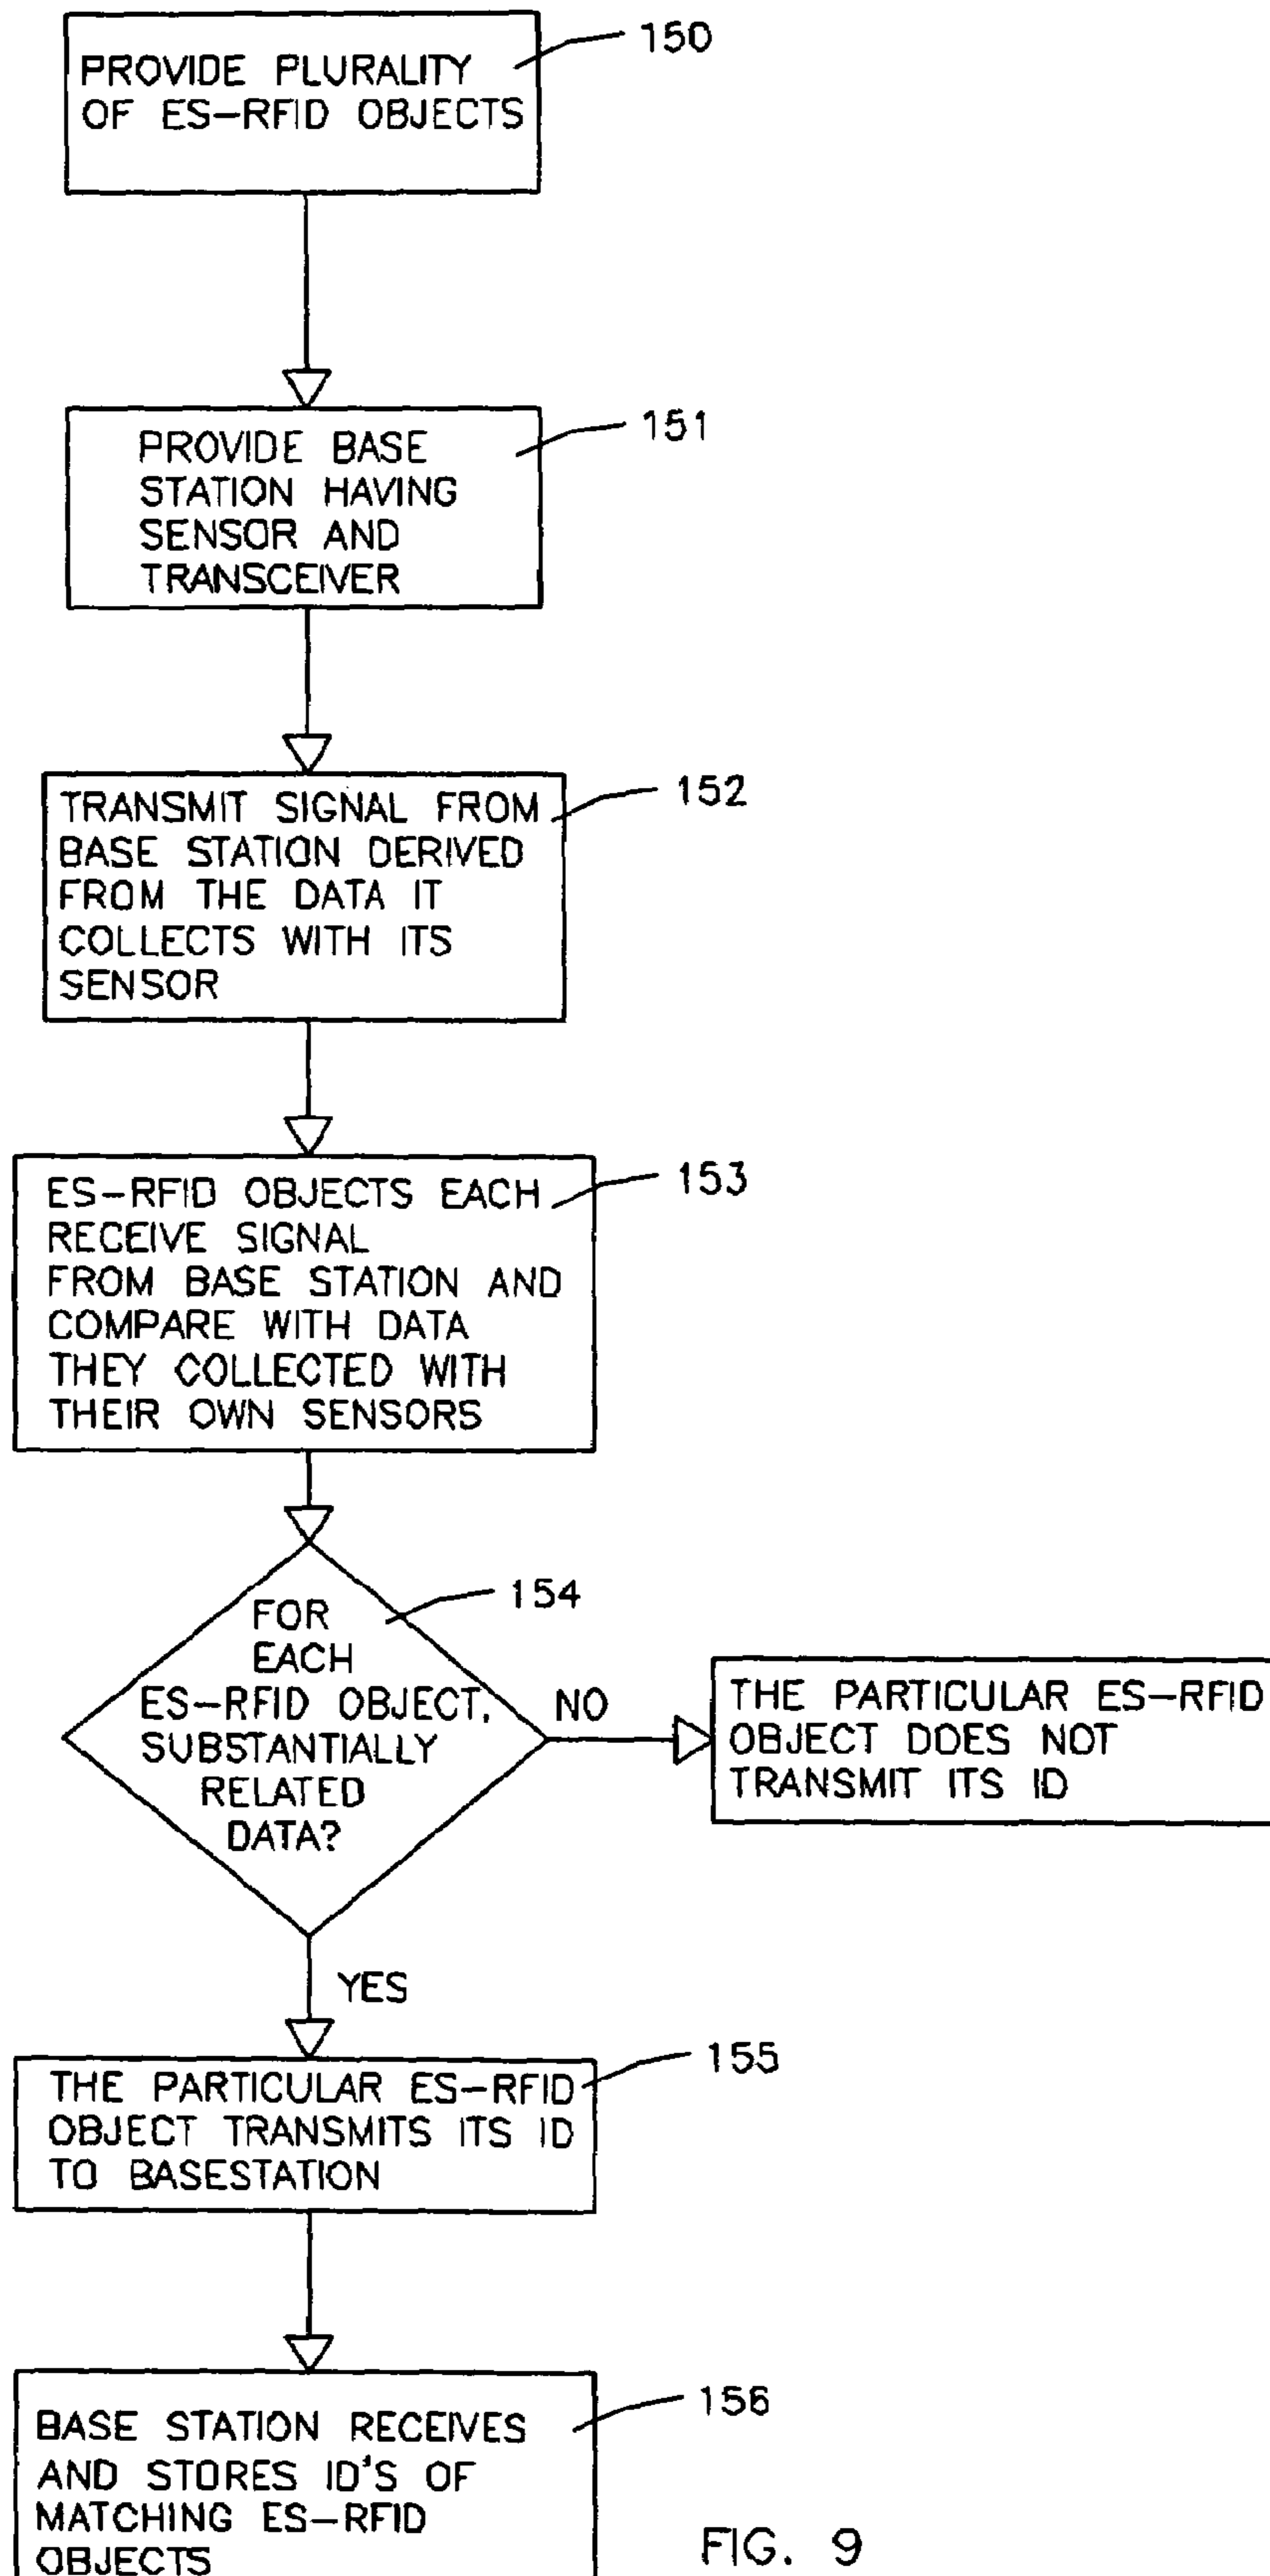 150
PROVIDE PLURALITY
OF ES-RFID OBJECTS
151
PROVIDE BASE
STATION HAVING
SENSOR AND
TRANSCEIVER
152
TRANSMIT SIGNAL FROM
BASE STATION DERIVED
FROM THE DATA IT
COLLECTS WITH ITS
SENSOR
153
ES-RFID OBJECTS EACH
RECEIVE SIGNAL
FROM BASE STATION AND
COMPARE WITH DATA
THEY COLLECTED WITH
THEIR OWN SENSORS
154
FOR
EACH
ES-RFID OBJECT,
SUBSTANTIALLY
RELATED
DATA?
NO
THE PARTICULAR ES-RFID
OBJECT DOES NOT
TRANSMIT ITS ID
YES
155
THE PARTICULAR ES-RFID
OBJECT TRANSMITS ITS ID
TO BASESTATION
156
BASE STATION RECEIVES
AND STORES ID'S OF
MATCHING ES-RFID
OBJECTS
FIG. 9